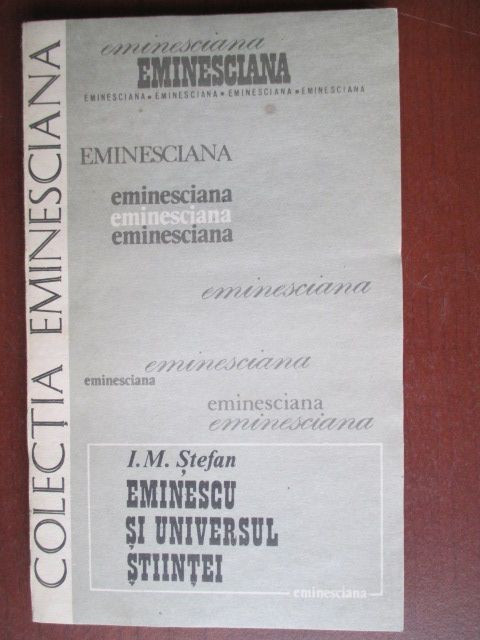 COLECȚIA EMINESCIANA
eminesciana
EMINESCIANA
EMINESCIANA • EMINESCIANA • EMINESCIANA • EMINESCIANA
EMINESCIANA
eminesciana
eminesciana
eminesciana
eminesciana
eminesciana
eminesciana
eminesciana
eminesciana
I.M. Ștefan
EMINESCU
ȘI UNIVERSUL
ȘTIINȚEI
eminesciana